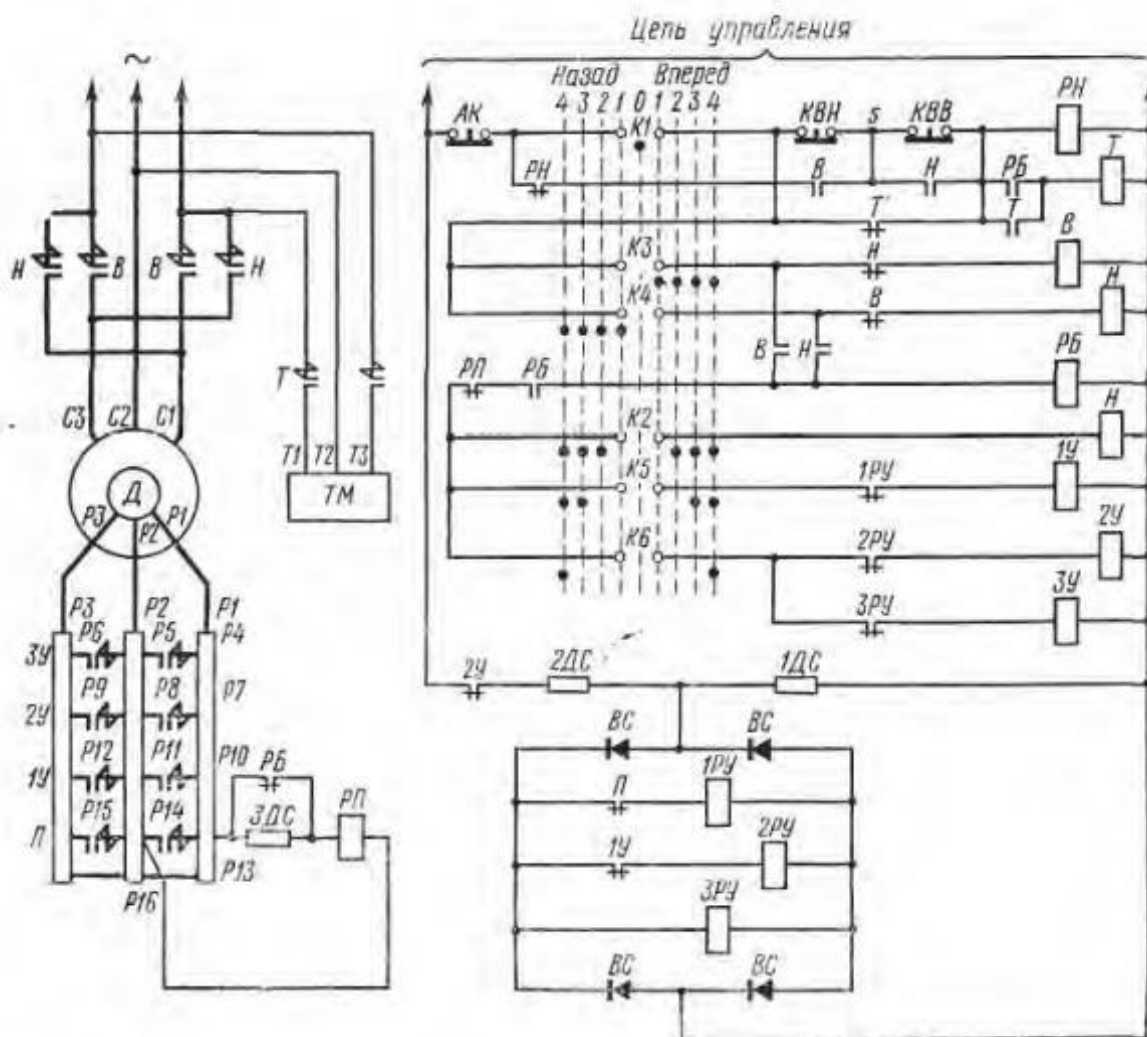 Цепь управления
~
Назад Вперед
4 3 2 1 0 1 2 3 4
АК К1 КВН s КВВ РН
РН В Н РБ Т
Т Т
К3 Н В
Н В В Н
К4 В Н
РП РБ В Н РБ
Т
С3 С2 С1
К2 Н
Т1 Т2 Т3
ТМ
К5 1РУ 1У
Д
Р3 Р2 Р1
К6 2РУ 2У
Р3 Р2 Р1
3РУ 3У
Р6 Р5 Р4
3У
2У 2ДС 1ДС
Р9 Р8 Р7
2У
ВС ВС
Р12 Р11 Р10 РБ
1У
П 1РУ
Р15 Р14 3ДС РП
П
1У 2РУ
Р13
Р16
3РУ
ВС ВС